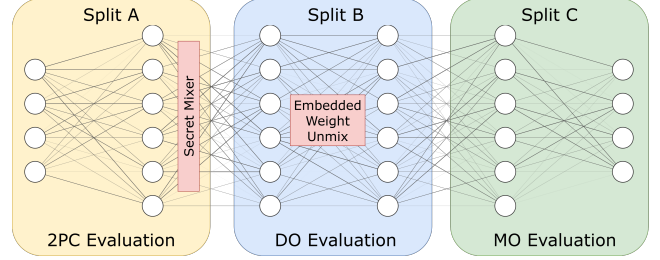 Split A
Split B
Split C
Secret Mixer
Embedded
Weight
Unmix
2PC Evaluation
DO Evaluation
MO Evaluation